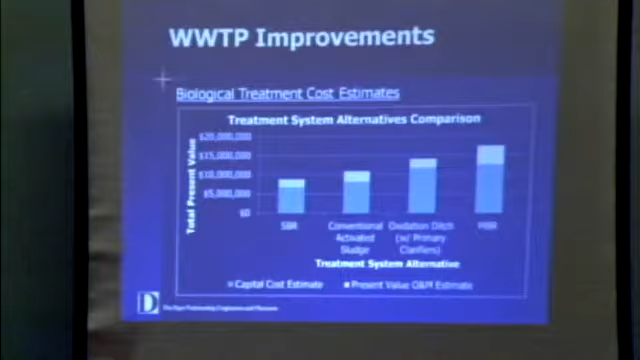 WWTP Improvements
Biological Treatment Cost Estimates
Treatment System Alternatives Comparison
Total Present Value
$20,000,000
$15,000,000
$10,000,000
$5,000,000
$0
SBR
Conventional Activated Sludge
Oxidation Ditch (w/ Primary Clarifiers)
MBR
Treatment System Alternative
Capital Cost Estimate
Present Value O&M Estimate
D